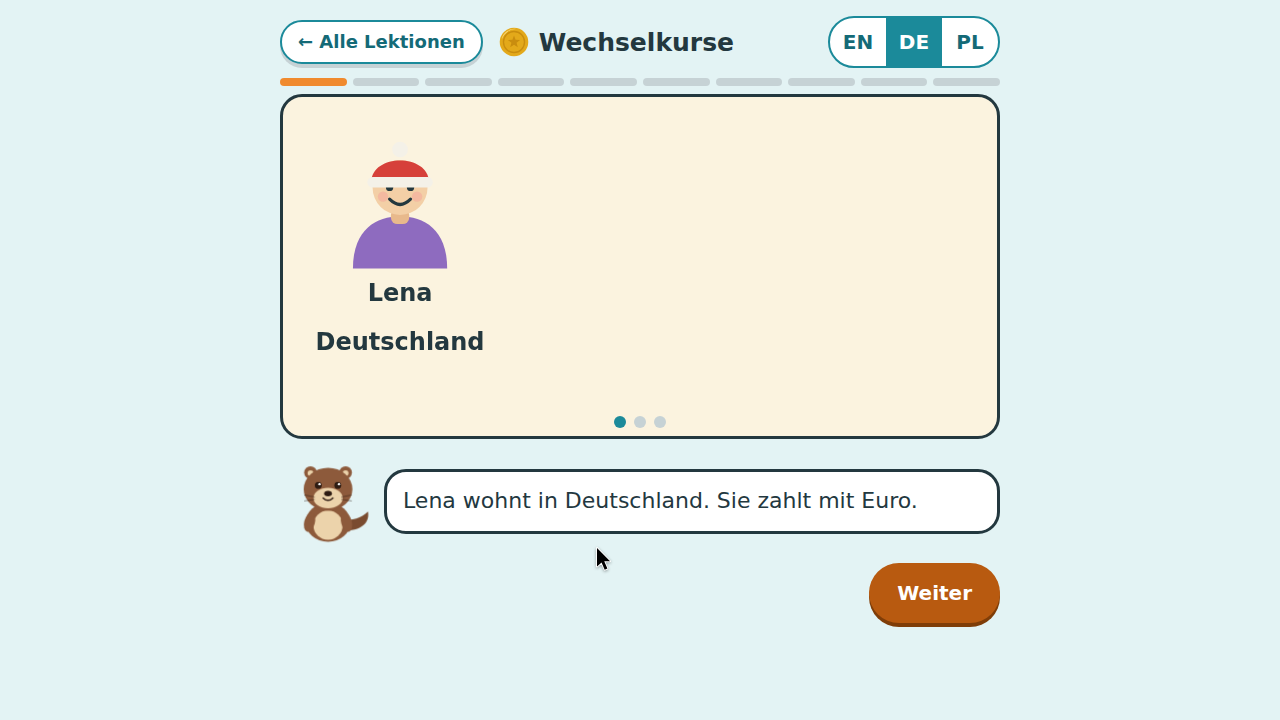 ← Alle Lektionen
Wechselkurse
EN DE PL
Lena
Deutschland
Lena wohnt in Deutschland. Sie zahlt mit Euro.
Weiter